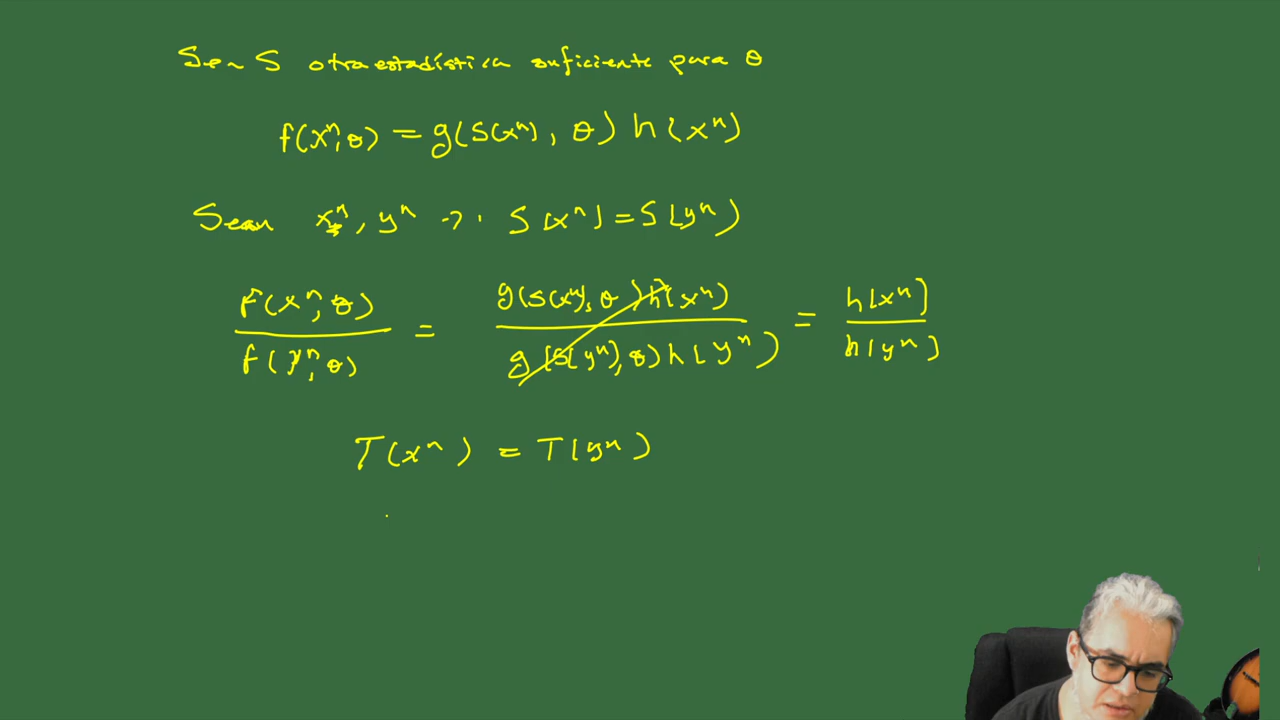 Sea S otra estadística suficiente para θ
f(xⁿ; θ) = g(S(xⁿ), θ) h(xⁿ)
Sean xⁿ, yⁿ →· S(xⁿ) = S(yⁿ)
f(xⁿ; θ) / f(yⁿ; θ) = g(S(xⁿ), θ) h(xⁿ) / g(S(yⁿ), θ) h(yⁿ) = h(xⁿ) / h(yⁿ)
T(xⁿ) = T(yⁿ)